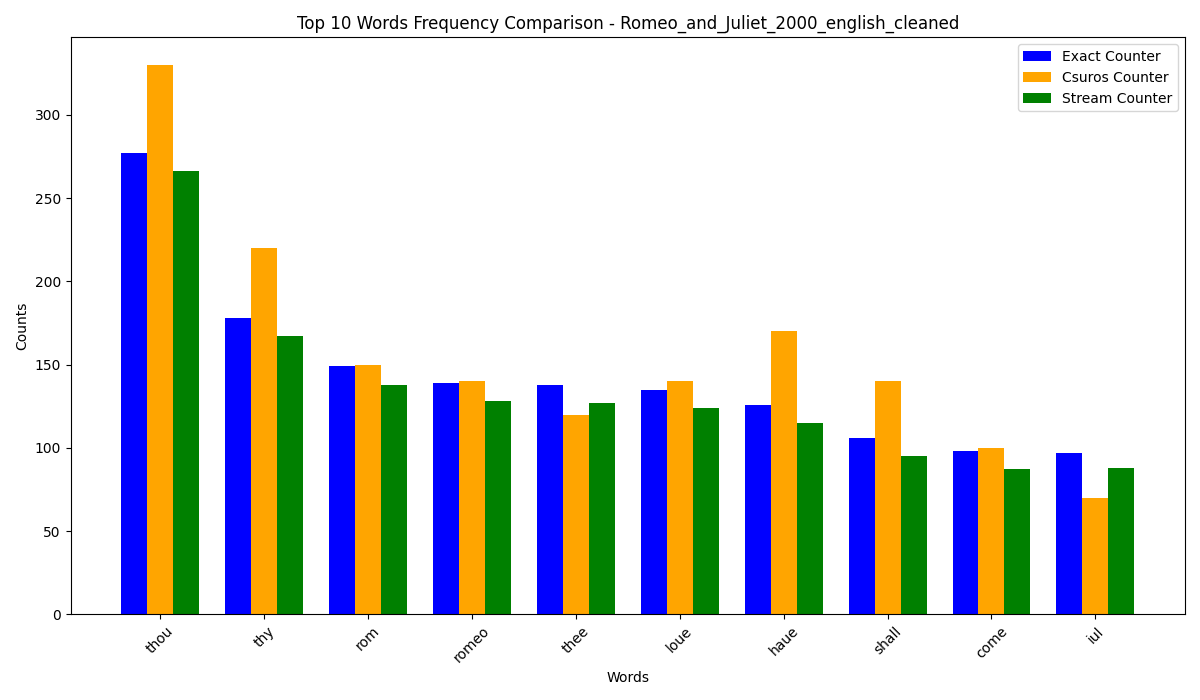 Top 10 Words Frequency Comparison - Romeo_and_Juliet_2000_english_cleaned
Exact Counter
Csuros Counter
Stream Counter
Counts
300
250
200
150
100
50
0
thou
thy
rom
romeo
thee
loue
haue
shall
come
iul
Words